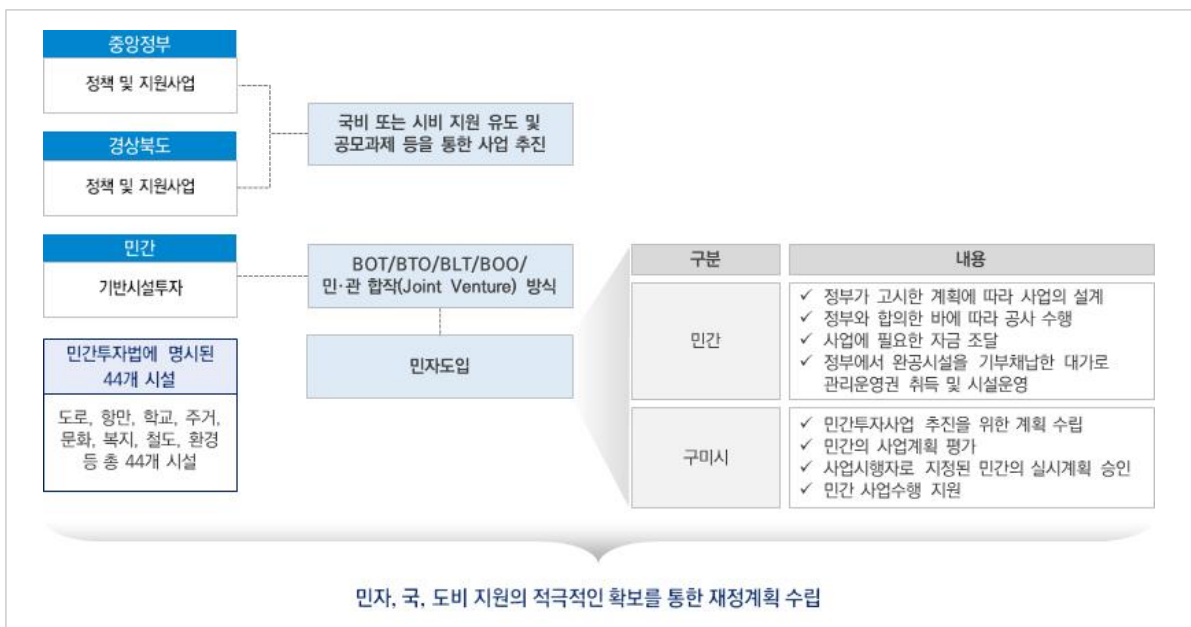 중앙정부
정책 및 지원사업
경상북도
정책 및 지원사업
국비 또는 시비 지원 유도 및
공모과제 등을 통한 사업 추진
민간
기반시설투자
BOT/BTO/BLT/BOO/
민·관 합작(Joint Venture) 방식
민자도입
민간투자법에 명시된
44개 시설
도로, 항만, 학교, 주거,
문화, 복지, 철도, 환경
등 총 44개 시설
구분
내용
민간
✓ 정부가 고시한 계획에 따라 사업의 설계
✓ 정부와 합의한 바에 따라 공사 수행
✓ 사업에 필요한 자금 조달
✓ 정부에서 완공시설을 기부채납한 대가로
관리운영권 취득 및 시설운영
구미시
✓ 민간투자사업 추진을 위한 계획 수립
✓ 민간의 사업계획 평가
✓ 사업시행자로 지정된 민간의 실시계획 승인
✓ 민간 사업수행 지원
민자, 국, 도비 지원의 적극적인 확보를 통한 재정계획 수립